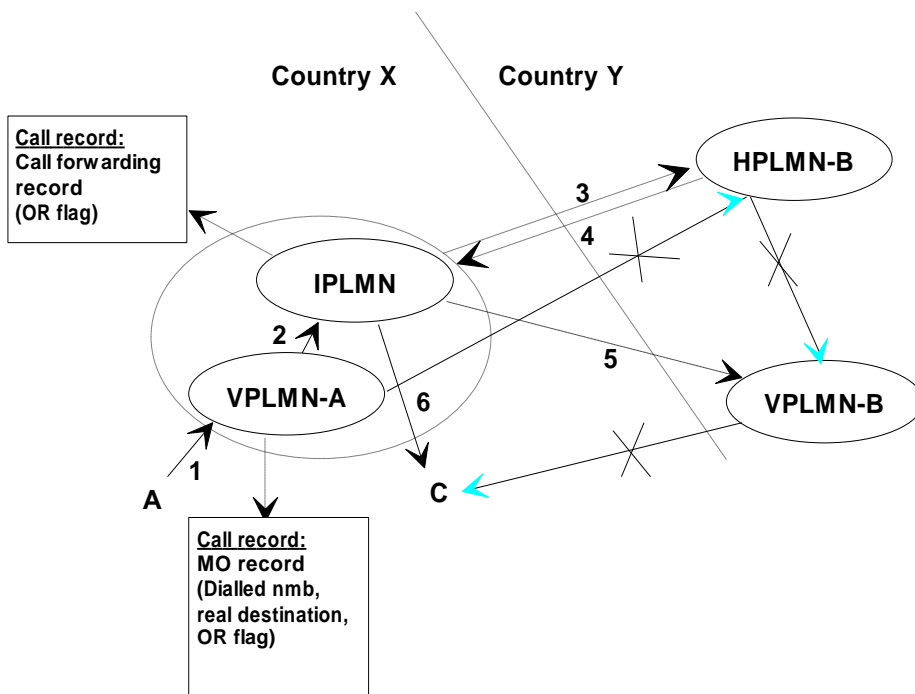 Country X
Country Y
Call record:
Call forwarding
record
(OR flag)
HPLMN-B
3
4
IPLMN
2
5
VPLMN-A
6
VPLMN-B
1
A
C
Call record:
MO record
(Dialled nmb,
real destination,
OR flag)